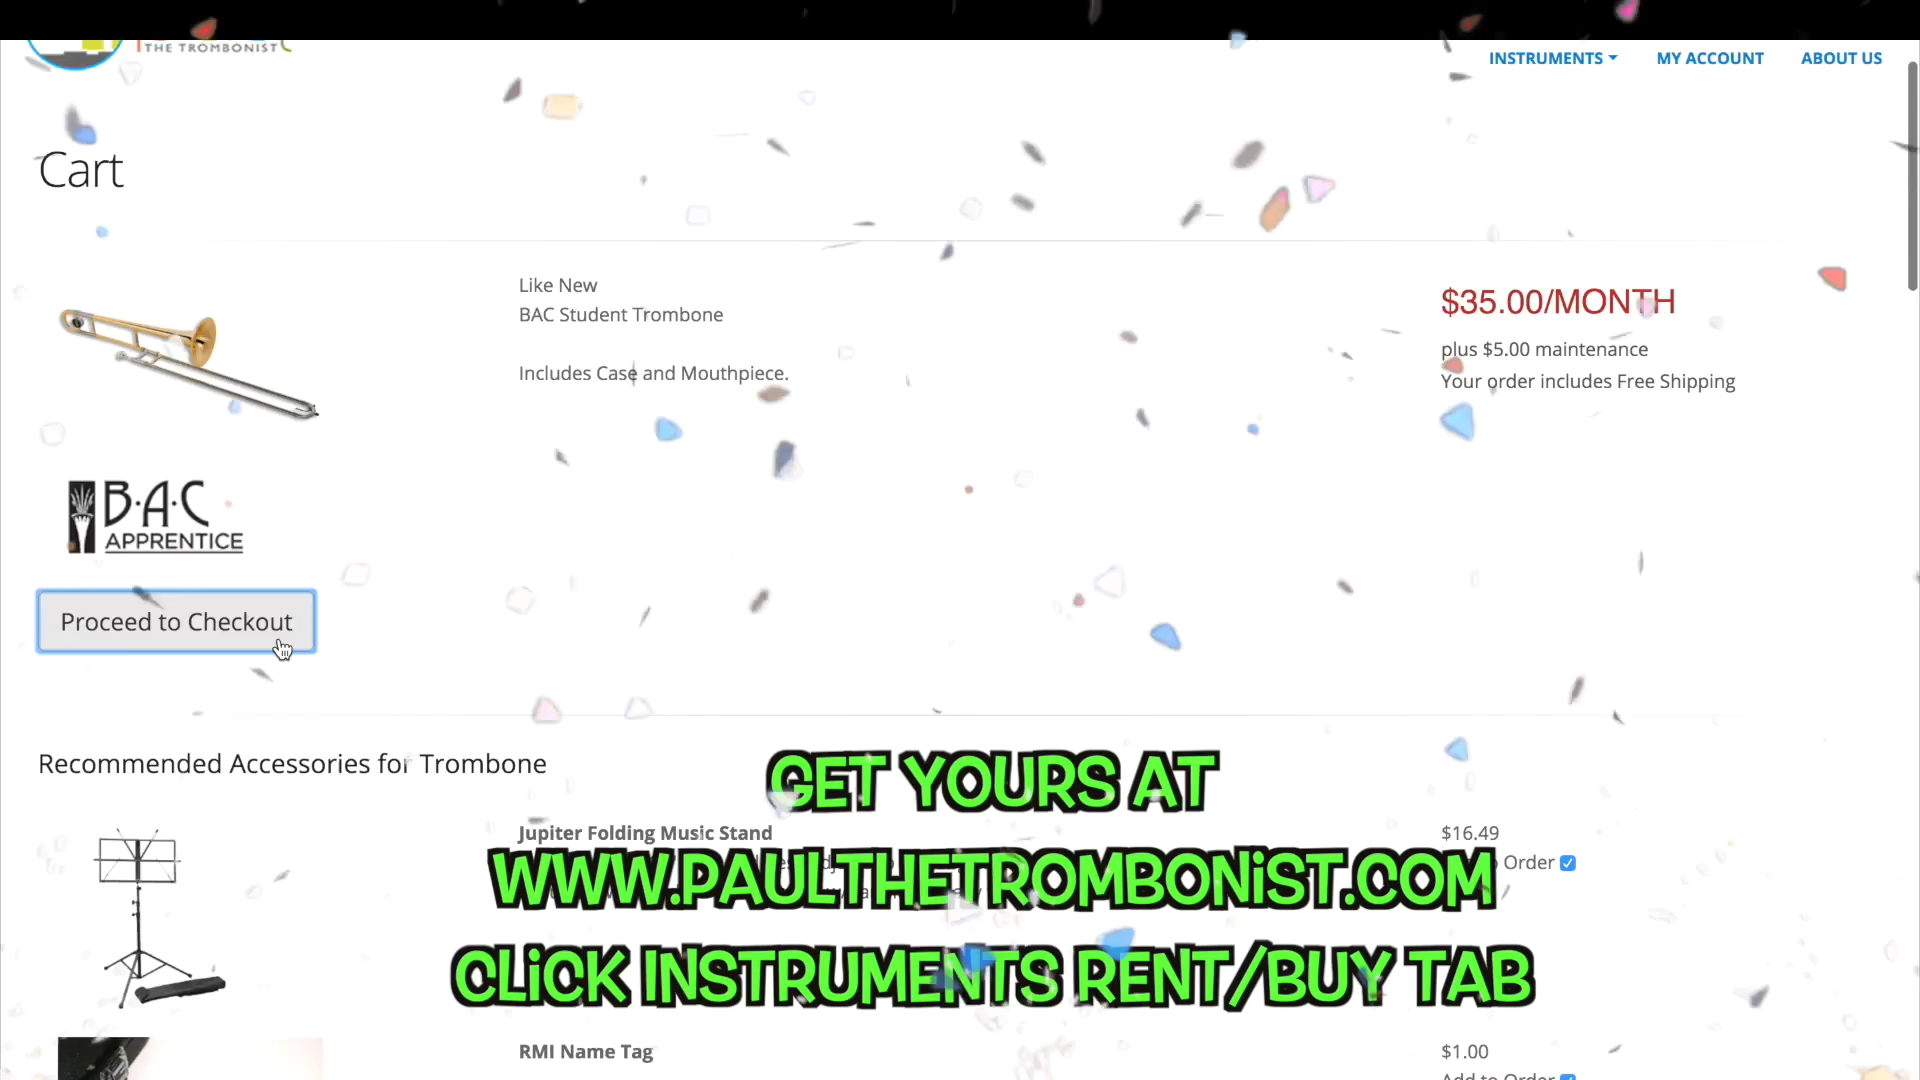 THE TROMBONIST
INSTRUMENTS
MY ACCOUNT
ABOUT US
Cart
Like New
BAC Student Trombone
Includes Case and Mouthpiece.
$35.00/MONTH
plus $5.00 maintenance
Your order includes Free Shipping
B·A·C
APPRENTICE
Proceed to Checkout
Recommended Accessories for Trombone
Jupiter Folding Music Stand
$16.49
Order
GET YOURS AT
WWW.PAULTHETROMBONiST.COM
CLiCK INSTRUMENTS RENT/BUY TAB
RMI Name Tag
$1.00
Add to Order